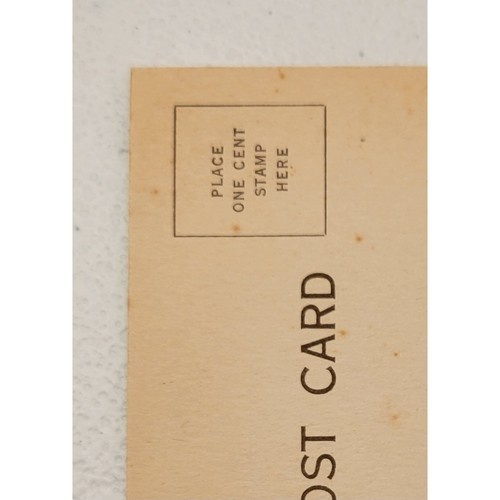 PLACE
ONE CENT
STAMP
HERE
OST CARD